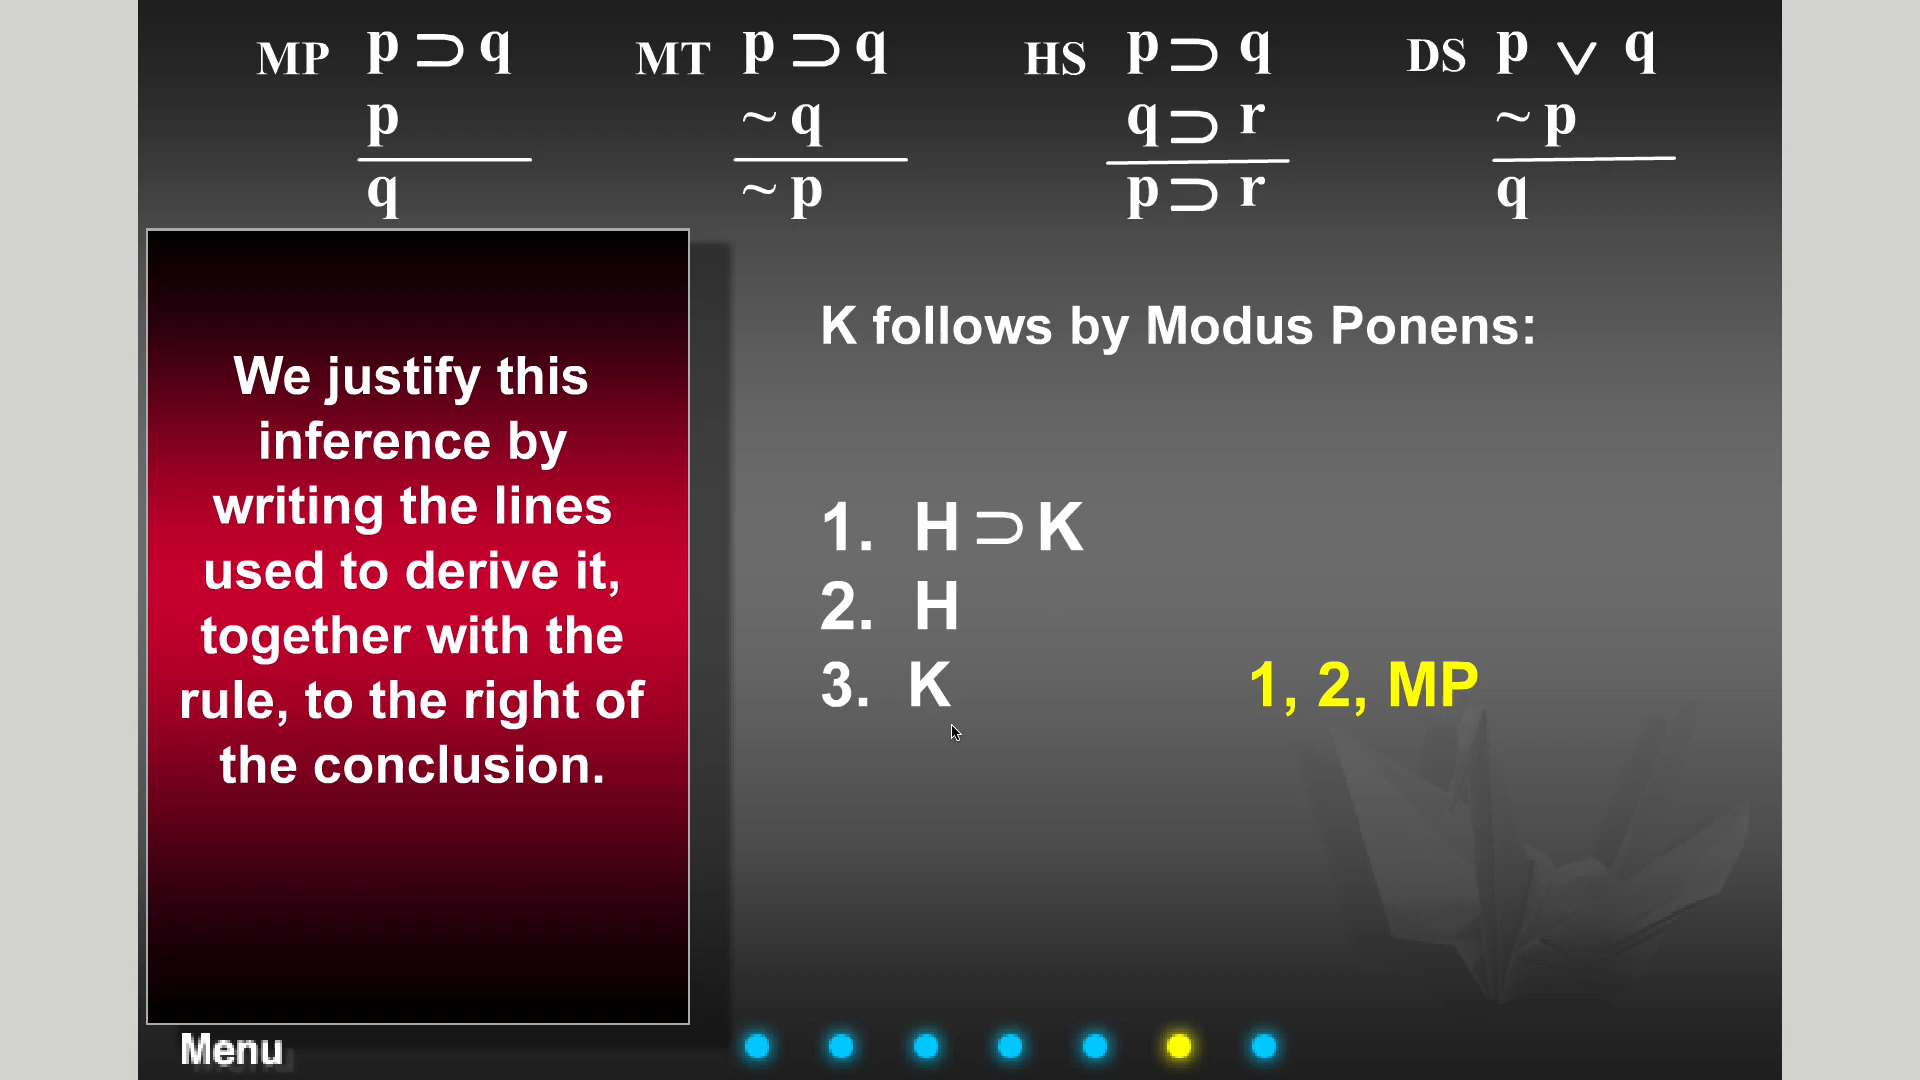 MP p ⊃ q MT p ⊃ q HS p ⊃ q DS p ∨ q
p ~ q q ⊃ r ~ p
q ~ p p ⊃ r q
We justify this
inference by
writing the lines
used to derive it,
together with the
rule, to the right of
the conclusion.
K follows by Modus Ponens:
1. H ⊃ K
2. H
3. K 1, 2, MP
Menu